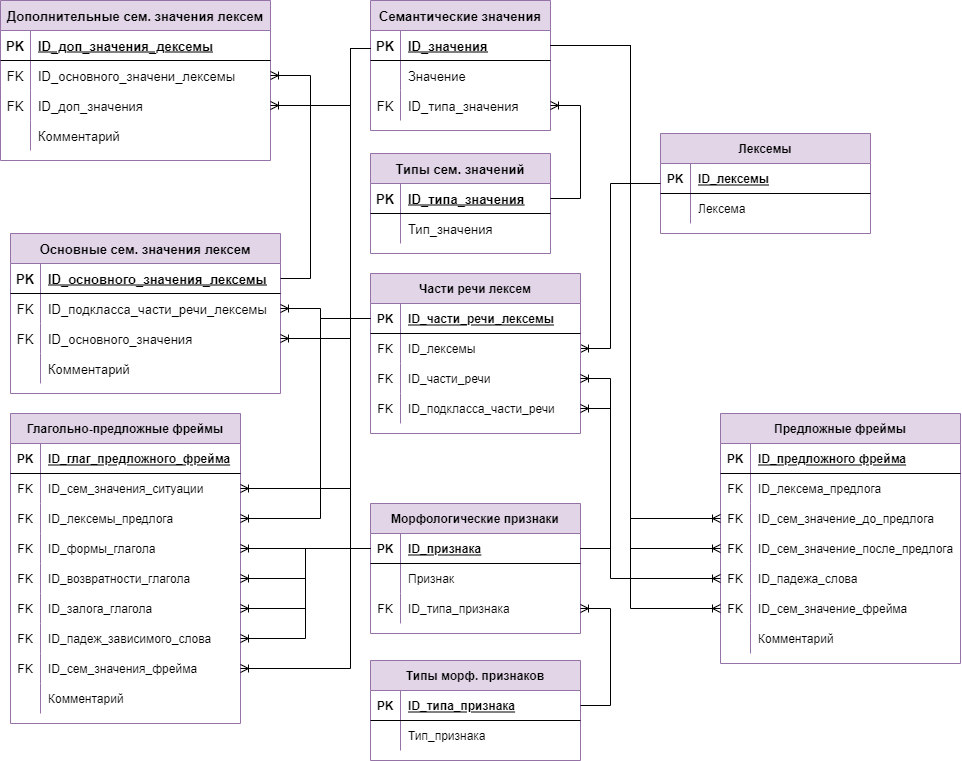 Дополнительные сем. значения лексем
PK ID_доп_значения_дексемы
FK ID_основного_значени_лексемы
FK ID_доп_значения
Комментарий
Семантические значения
PK ID_значения
Значение
FK ID_типа_значения
Типы сем. значений
PK ID_типа_значения
Тип_значения
Лексемы
PK ID_лексемы
Лексема
Основные сем. значения лексем
PK ID_основного_значения_лексемы
FK ID_подкласса_части_речи_лексемы
FK ID_основного_значения
Комментарий
Части речи лексем
PK ID_части_речи_лексемы
FK ID_лексемы
FK ID_части_речи
FK ID_подкласса_части_речи
Глагольно-предложные фреймы
PK ID_глаг_предложного_фрейма
FK ID_сем_значения_ситуации
FK ID_лексемы_предлога
FK ID_формы_глагола
FK ID_возвратности_глагола
FK ID_залога_глагола
FK ID_падеж_зависимого_слова
FK ID_сем_значения_фрейма
Комментарий
Морфологические признаки
PK ID_признака
Признак
FK ID_типа_признака
Типы морф. признаков
PK ID_типа_признака
Тип_признака
Предложные фреймы
PK ID_предложного фрейма
FK ID_лексема_предлога
FK ID_сем_значение_до_предлога
FK ID_сем_значение_после_предлога
FK ID_падежа_слова
FK ID_сем_значение_фрейма
Комментарий